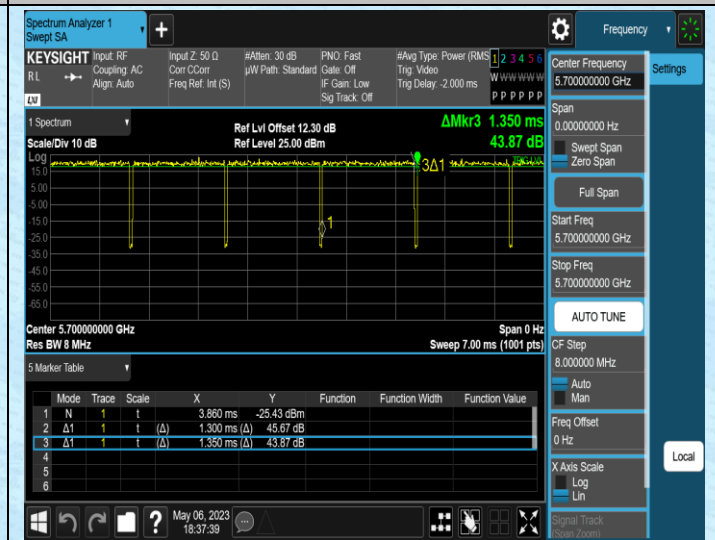 Spectrum Analyzer 1
Swept SA
+
Frequency
KEYSIGHT Input: RF Input Z: 50 Ω #Atten: 30 dB PNO: Fast #Avg Type: Power (RMS 1 2 3 4 5 6
RL Coupling: AC Corr CCorr µW Path: Standard Gate: Off Trig: Video W W W W W W
Align: Auto Freq Ref: Int (S) IF Gain: Low Trig Delay: -2.000 ms
Sig Track: Off P P P P P P
LXI
1 Spectrum
Ref Lvl Offset 12.30 dB ΔMkr3 1.350 ms
Scale/Div 10 dB Ref Level 25.00 dBm 43.87 dB
Log
15.0 3Δ1
5.00
-5.00
-15.0 1
-25.0
-35.0
-45.0
-55.0
-65.0
Center 5.700000000 GHz Span 0 Hz
Res BW 8 MHz Sweep 7.00 ms (1001 pts)
5 Marker Table
Mode Trace Scale X Y Function Function Width Function Value
1 N 1 t 3.860 ms -25.43 dBm
2 Δ1 1 t (Δ) 1.300 ms (Δ) 45.67 dB
3 Δ1 1 t (Δ) 1.350 ms (Δ) 43.87 dB
4
5
6
May 06, 2023
18:37:39
?
Center Frequency
5.700000000 GHz
Settings
Span
0.00000000 Hz
Swept Span
Zero Span
Full Span
Start Freq
5.700000000 GHz
Stop Freq
5.700000000 GHz
AUTO TUNE
CF Step
8.000000 MHz
Auto
Man
Freq Offset
0 Hz
Local
X Axis Scale
Log
Lin
Signal Track
(Span Zoom)